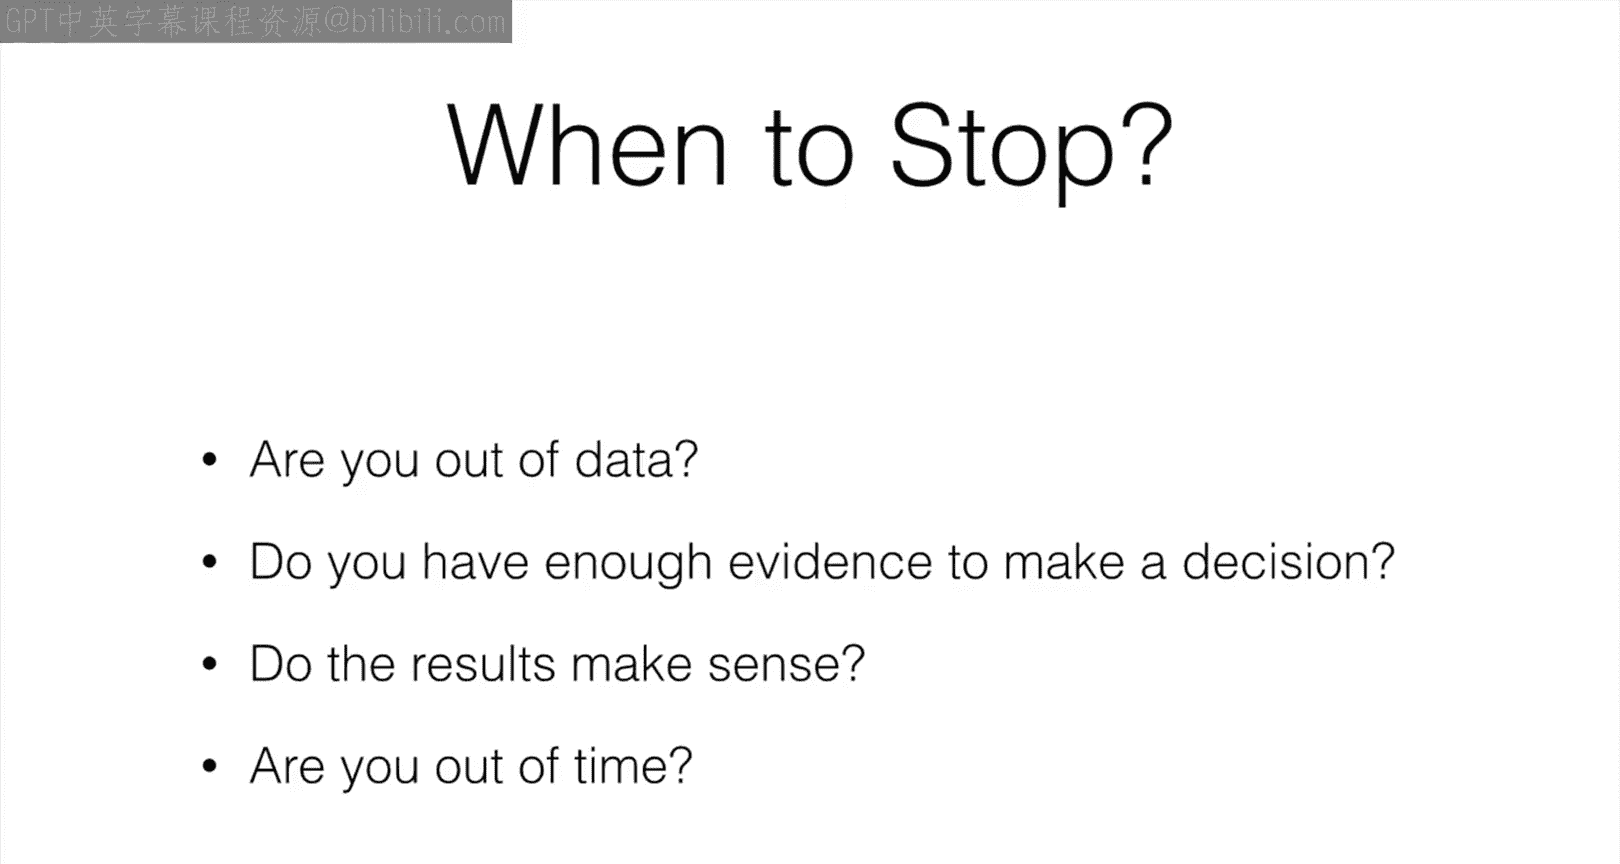 GPT中英字幕课程资源@bilibili.com
When to Stop?
• Are you out of data?
• Do you have enough evidence to make a decision?
• Do the results make sense?
• Are you out of time?